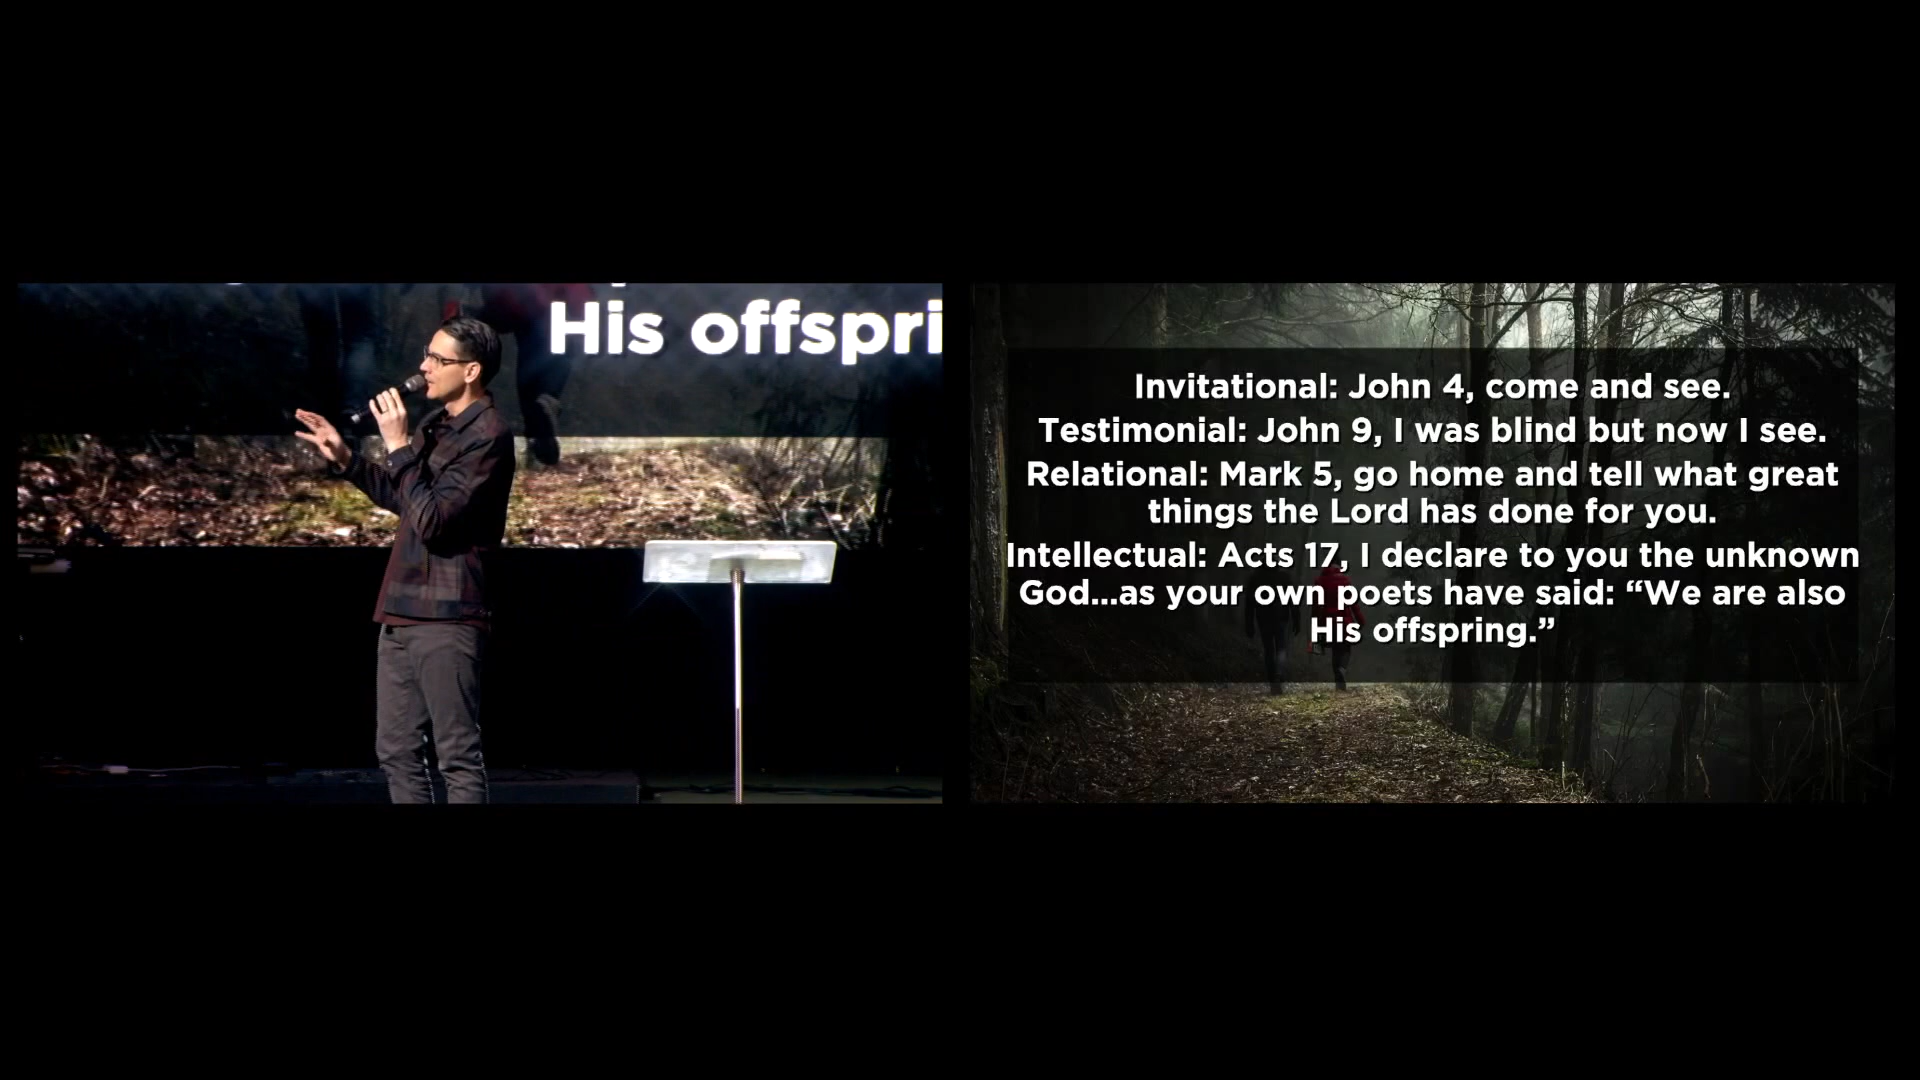 His offspri
Invitational: John 4, come and see.
Testimonial: John 9, I was blind but now I see.
Relational: Mark 5, go home and tell what great
things the Lord has done for you.
Intellectual: Acts 17, I declare to you the unknown
God...as your own poets have said: “We are also
His offspring.”